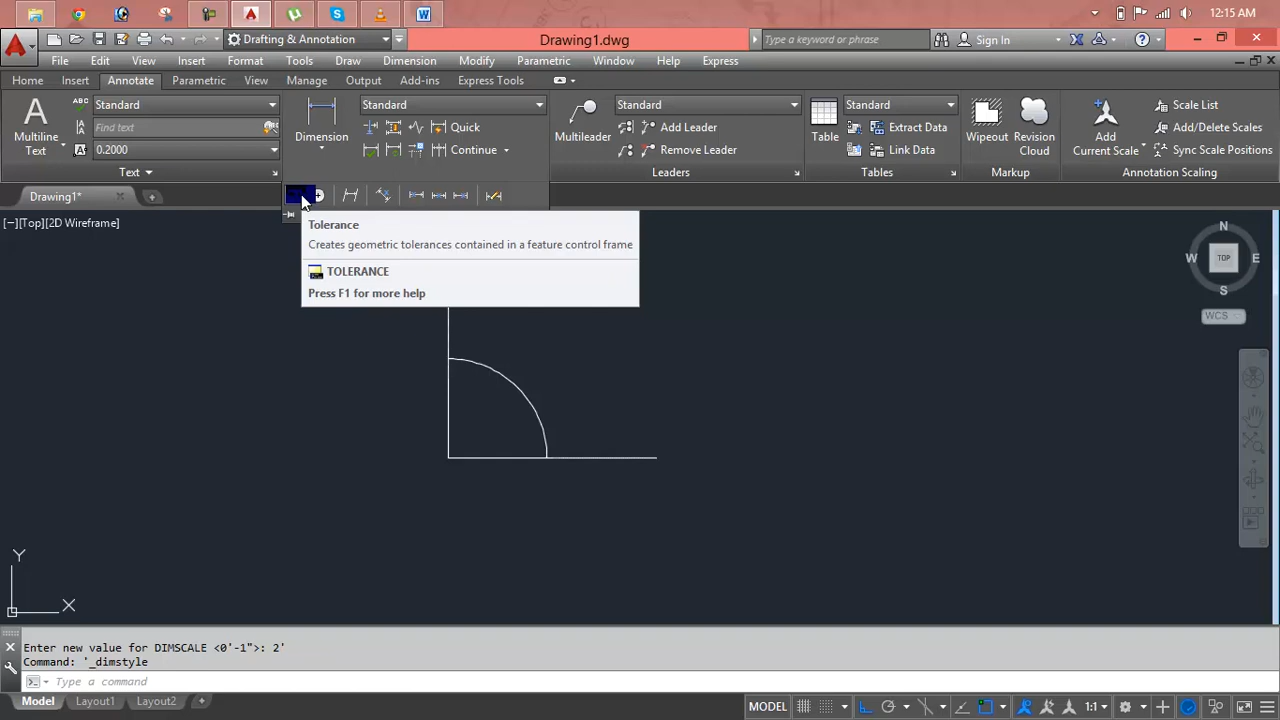 12:15 AM
Drafting & Annotation
Drawing1.dwg
Type a keyword or phrase
Sign In
File Edit View Insert Format Tools Draw Dimension Modify Parametric Window Help Express
Home Insert Annotate Parametric View Manage Output Add-ins Express Tools
Multiline Text
Standard
Find text
0.2000
Text
Dimension
Standard
Quick
Continue
Multileader
Standard
Add Leader
Remove Leader
Leaders
Table
Standard
Extract Data
Link Data
Tables
Wipeout
Revision Cloud
Markup
Add Current Scale
Scale List
Add/Delete Scales
Sync Scale Positions
Annotation Scaling
Drawing1*
[−][Top][2D Wireframe]
Tolerance
Creates geometric tolerances contained in a feature control frame
TOLERANCE
Press F1 for more help
N
W TOP E
S
WCS
Y
X
Enter new value for DIMSCALE <0'-1">: 2'
Command: '_dimstyle
Type a command
Model Layout1 Layout2
MODEL
1:1